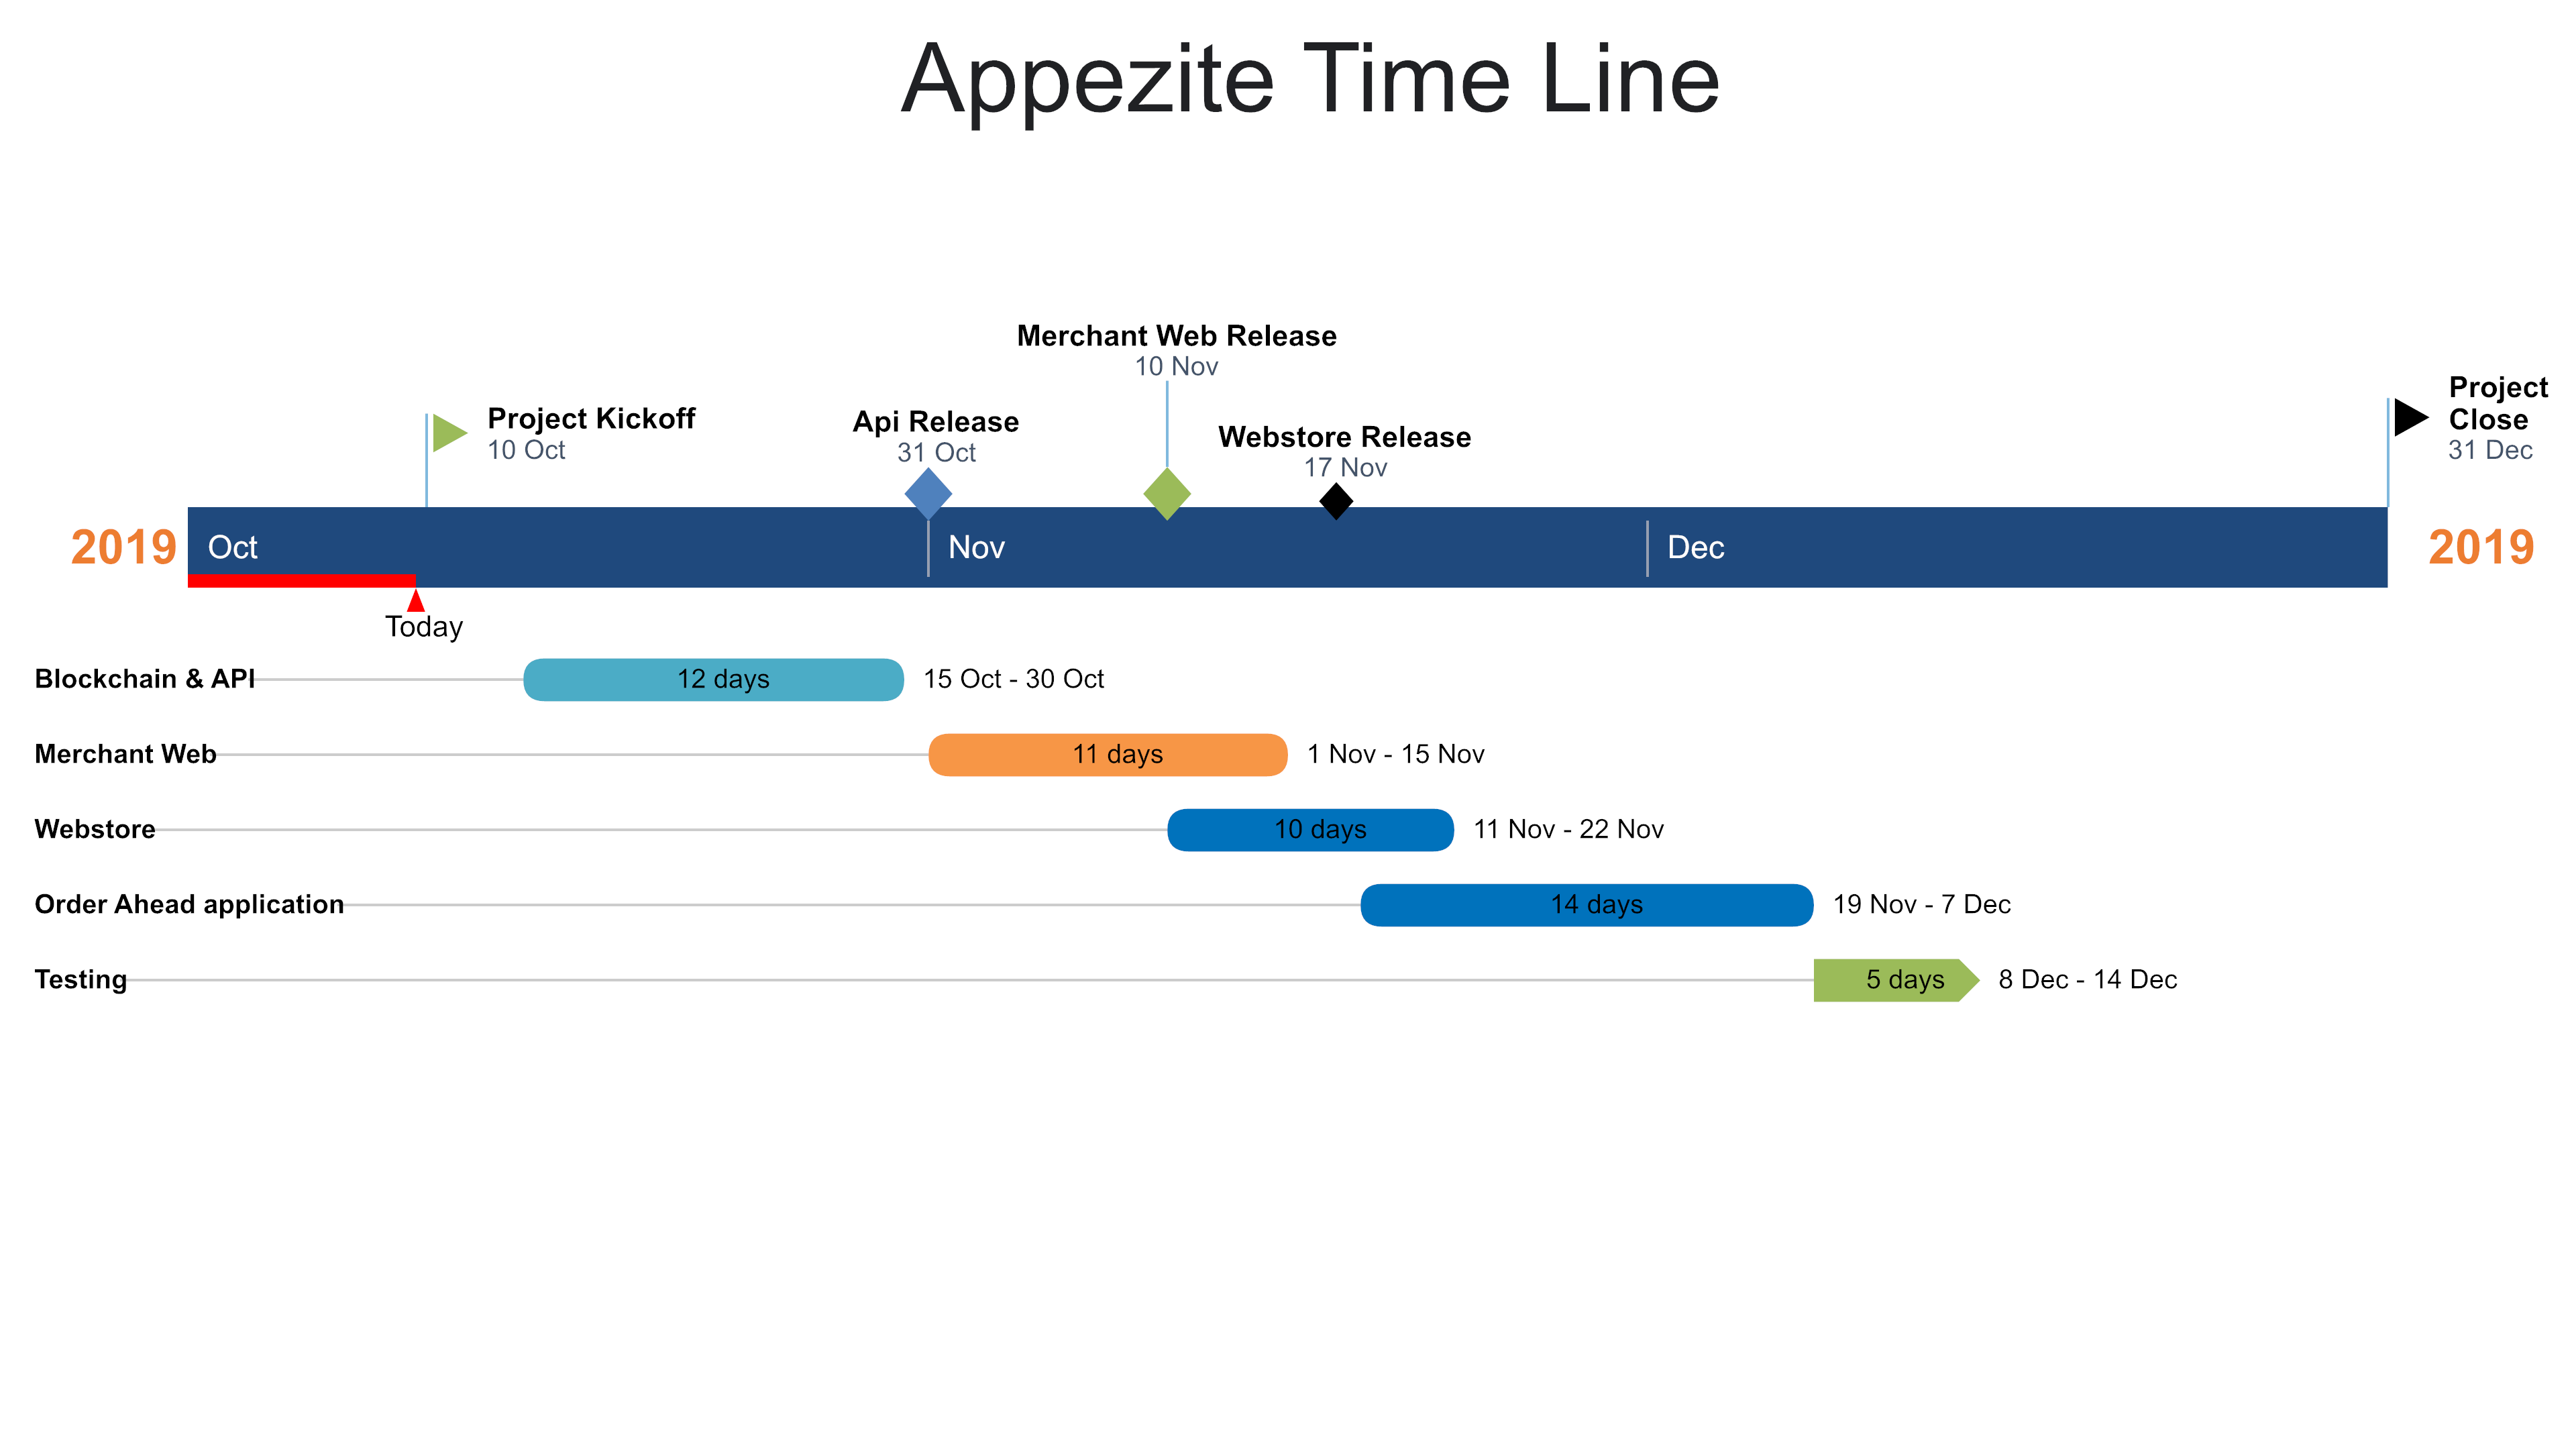 Appezite Time Line
Merchant Web Release
10 Nov
Project
Close
31 Dec
Project Kickoff
10 Oct
Api Release
31 Oct
Webstore Release
17 Nov
2019
Oct
Nov
Dec
2019
Today
Blockchain & API
12 days
15 Oct - 30 Oct
Merchant Web
11 days
1 Nov - 15 Nov
Webstore
10 days
11 Nov - 22 Nov
Order Ahead application
14 days
19 Nov - 7 Dec
Testing
5 days
8 Dec - 14 Dec